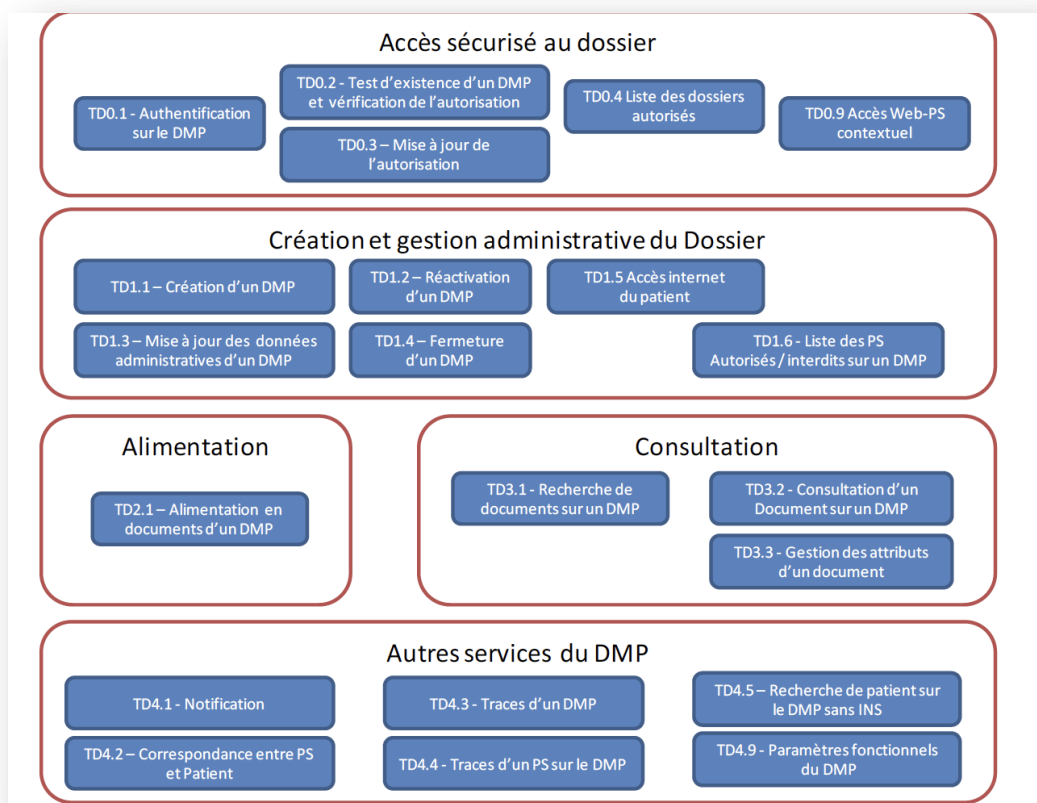 Accès sécurisé au dossier
TD0.1 - Authentification
sur le DMP
TD0.2 - Test d'existence d'un DMP
et vérification de l'autorisation
TD0.3 – Mise à jour de
l'autorisation
TD0.4 Liste des dossiers
autorisés
TD0.9 Accès Web-PS
contextuel
Création et gestion administrative du Dossier
TD1.1 – Création d'un DMP
TD1.2 – Réactivation
d'un DMP
TD1.5 Accès internet
du patient
TD1.3 – Mise à jour des données
administratives d'un DMP
TD1.4 – Fermeture
d'un DMP
TD1.6 - Liste des PS
Autorisés / interdits sur un DMP
Alimentation
TD2.1 – Alimentation en
documents d'un DMP
Consultation
TD3.1 - Recherche de
documents sur un DMP
TD3.2 - Consultation d'un
Document sur un DMP
TD3.3 - Gestion des attributs
d'un document
Autres services du DMP
TD4.1 - Notification
TD4.3 – Traces d'un DMP
TD4.5 – Recherche de patient sur
le DMP sans INS
TD4.2 – Correspondance entre PS
et Patient
TD4.4 – Traces d'un PS sur le DMP
TD4.9 - Paramètres fonctionnels
du DMP